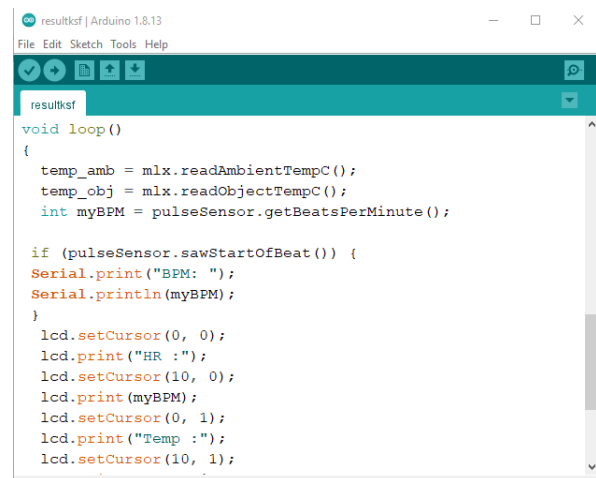 resultksf | Arduino 1.8.13
File Edit Sketch Tools Help
resultksf
void loop()
{
  temp_amb = mlx.readAmbientTempC();
  temp_obj = mlx.readObjectTempC();
  int myBPM = pulseSensor.getBeatsPerMinute();

 if (pulseSensor.sawStartOfBeat()) {
 Serial.print("BPM: ");
 Serial.println(myBPM);
 }
  lcd.setCursor(0, 0);
  lcd.print("HR :");
  lcd.setCursor(10, 0);
  lcd.print(myBPM);
  lcd.setCursor(0, 1);
  lcd.print("Temp :");
  lcd.setCursor(10, 1);